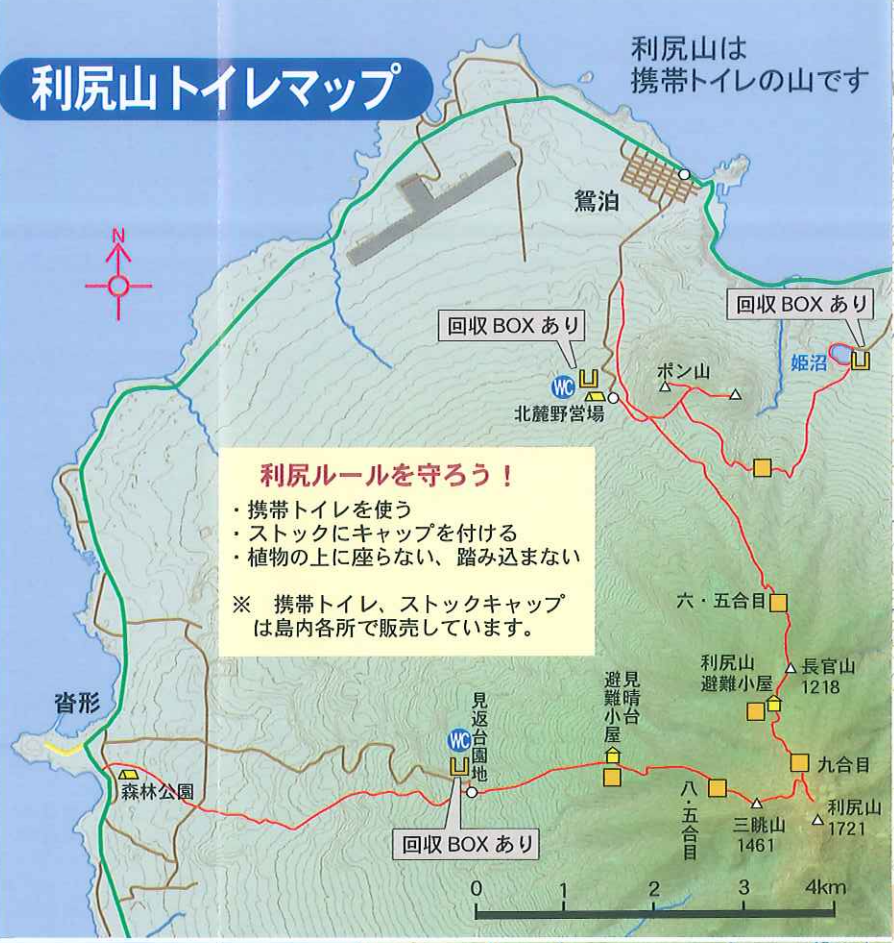 利尻山トイレマップ
利尻山は
携帯トイレの山です
N
鴛泊
回収BOXあり
回収BOXあり
姫沼
ポン山
WC
北麓野営場
利尻ルールを守ろう！
・携帯トイレを使う
・ストックにキャップを付ける
・植物の上に座らない、踏み込まない
※　携帯トイレ、ストックキャップ
は島内各所で販売しています。
六・五合目
長官山
1218
利尻山
避難小屋
見晴台
避難小屋
見返台園地
WC
沓形
森林公園
回収BOXあり
九合目
八・五合目
三眺山
1461
利尻山
1721
0 1 2 3 4km